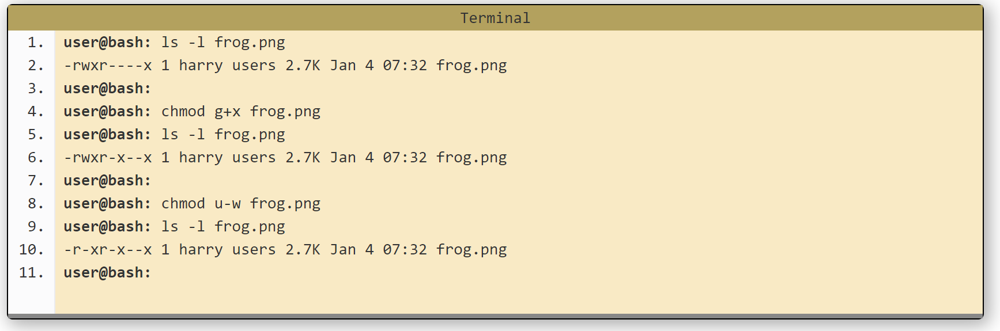 Terminal
1. user@bash: ls -l frog.png
2. -rwxr----x 1 harry users 2.7K Jan 4 07:32 frog.png
3. user@bash:
4. user@bash: chmod g+x frog.png
5. user@bash: ls -l frog.png
6. -rwxr-x--x 1 harry users 2.7K Jan 4 07:32 frog.png
7. user@bash:
8. user@bash: chmod u-w frog.png
9. user@bash: ls -l frog.png
10. -r-xr-x--x 1 harry users 2.7K Jan 4 07:32 frog.png
11. user@bash: